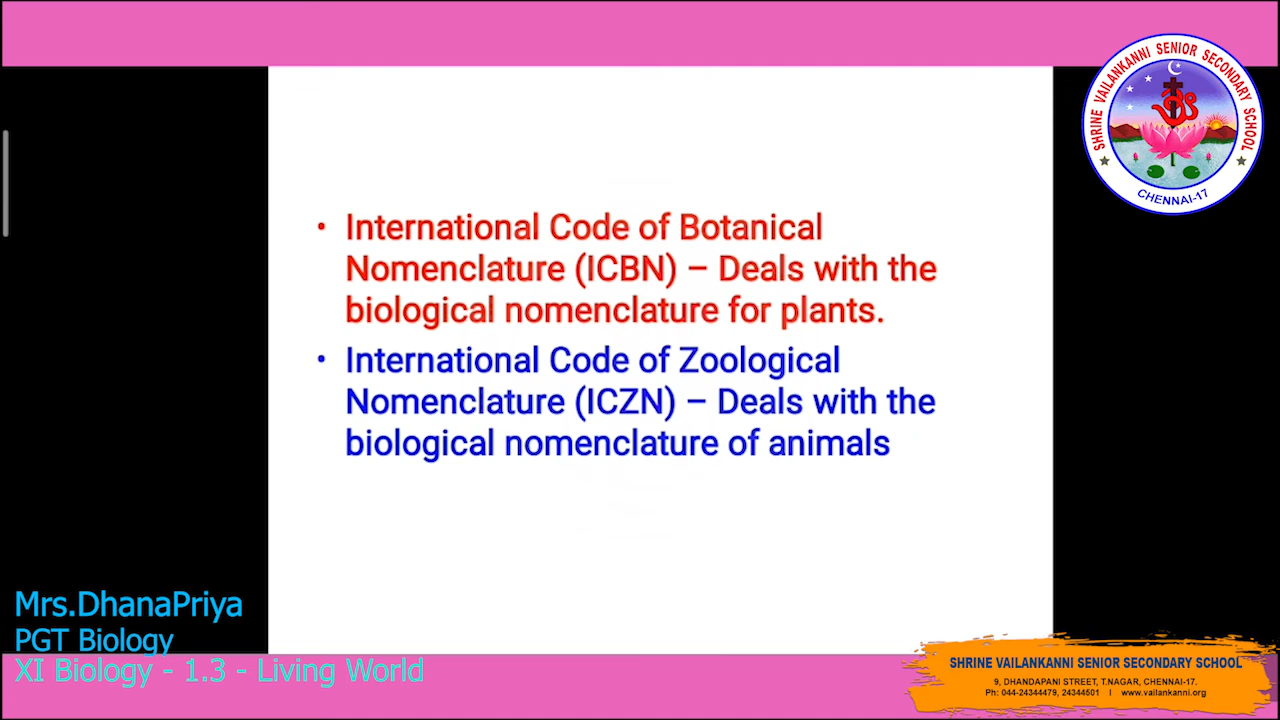 SHRINE VAILANKANNI SENIOR SECONDARY SCHOOL
CHENNAI-17
• International Code of Botanical
Nomenclature (ICBN) – Deals with the
biological nomenclature for plants.
• International Code of Zoological
Nomenclature (ICZN) – Deals with the
biological nomenclature of animals
Mrs.DhanaPriya
PGT Biology
XI Biology - 1.3 - Living World
SHRINE VAILANKANNI SENIOR SECONDARY SCHOOL
9, DHANDAPANI STREET, T.NAGAR, CHENNAI-17.
Ph: 044-24344479, 24344501 I www.vailankanni.org